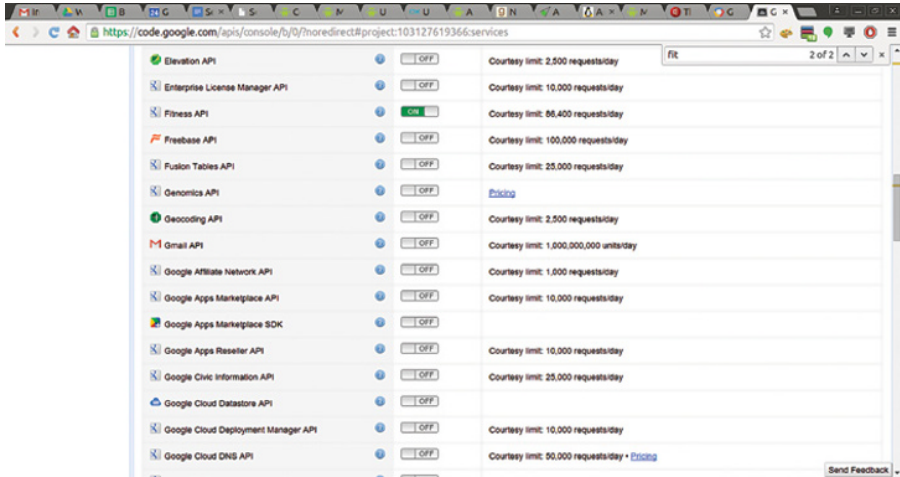 https://code.google.com/apis/console/b/0/?noredirect#project:103127619366:services
fit 2 of 2
Elevation API OFF Courtesy limit: 2,500 requests/day
Enterprise License Manager API OFF Courtesy limit: 10,000 requests/day
Fitness API ON Courtesy limit: 86,400 requests/day
Freebase API OFF Courtesy limit: 100,000 requests/day
Fusion Tables API OFF Courtesy limit: 25,000 requests/day
Genomics API OFF Pricing
Geocoding API OFF Courtesy limit: 2,500 requests/day
Gmail API OFF Courtesy limit: 1,000,000,000 units/day
Google Affiliate Network API OFF Courtesy limit: 1,000 requests/day
Google Apps Marketplace API OFF Courtesy limit: 10,000 requests/day
Google Apps Marketplace SDK OFF
Google Apps Reseller API OFF Courtesy limit: 10,000 requests/day
Google Civic Information API OFF Courtesy limit: 25,000 requests/day
Google Cloud Datastore API OFF
Google Cloud Deployment Manager API OFF Courtesy limit: 10,000 requests/day
Google Cloud DNS API OFF Courtesy limit: 50,000 requests/day • Pricing
Send Feedback